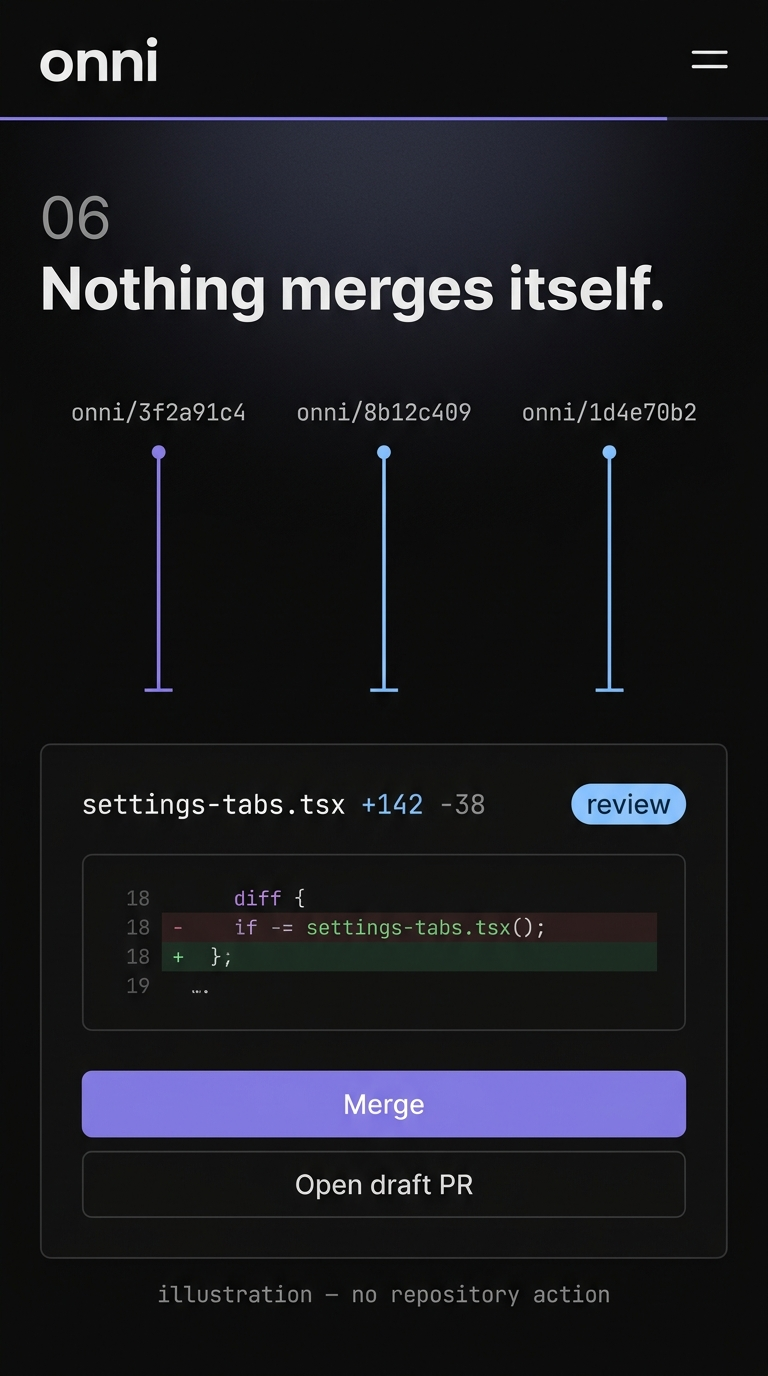 onni
06
Nothing merges itself.
onni/3f2a91c4 onni/8b12c409 onni/1d4e70b2
settings-tabs.tsx +142 -38 review
18 diff {
18 - if -= settings-tabs.tsx();
18 + };
19 ….
Merge
Open draft PR
illustration — no repository action